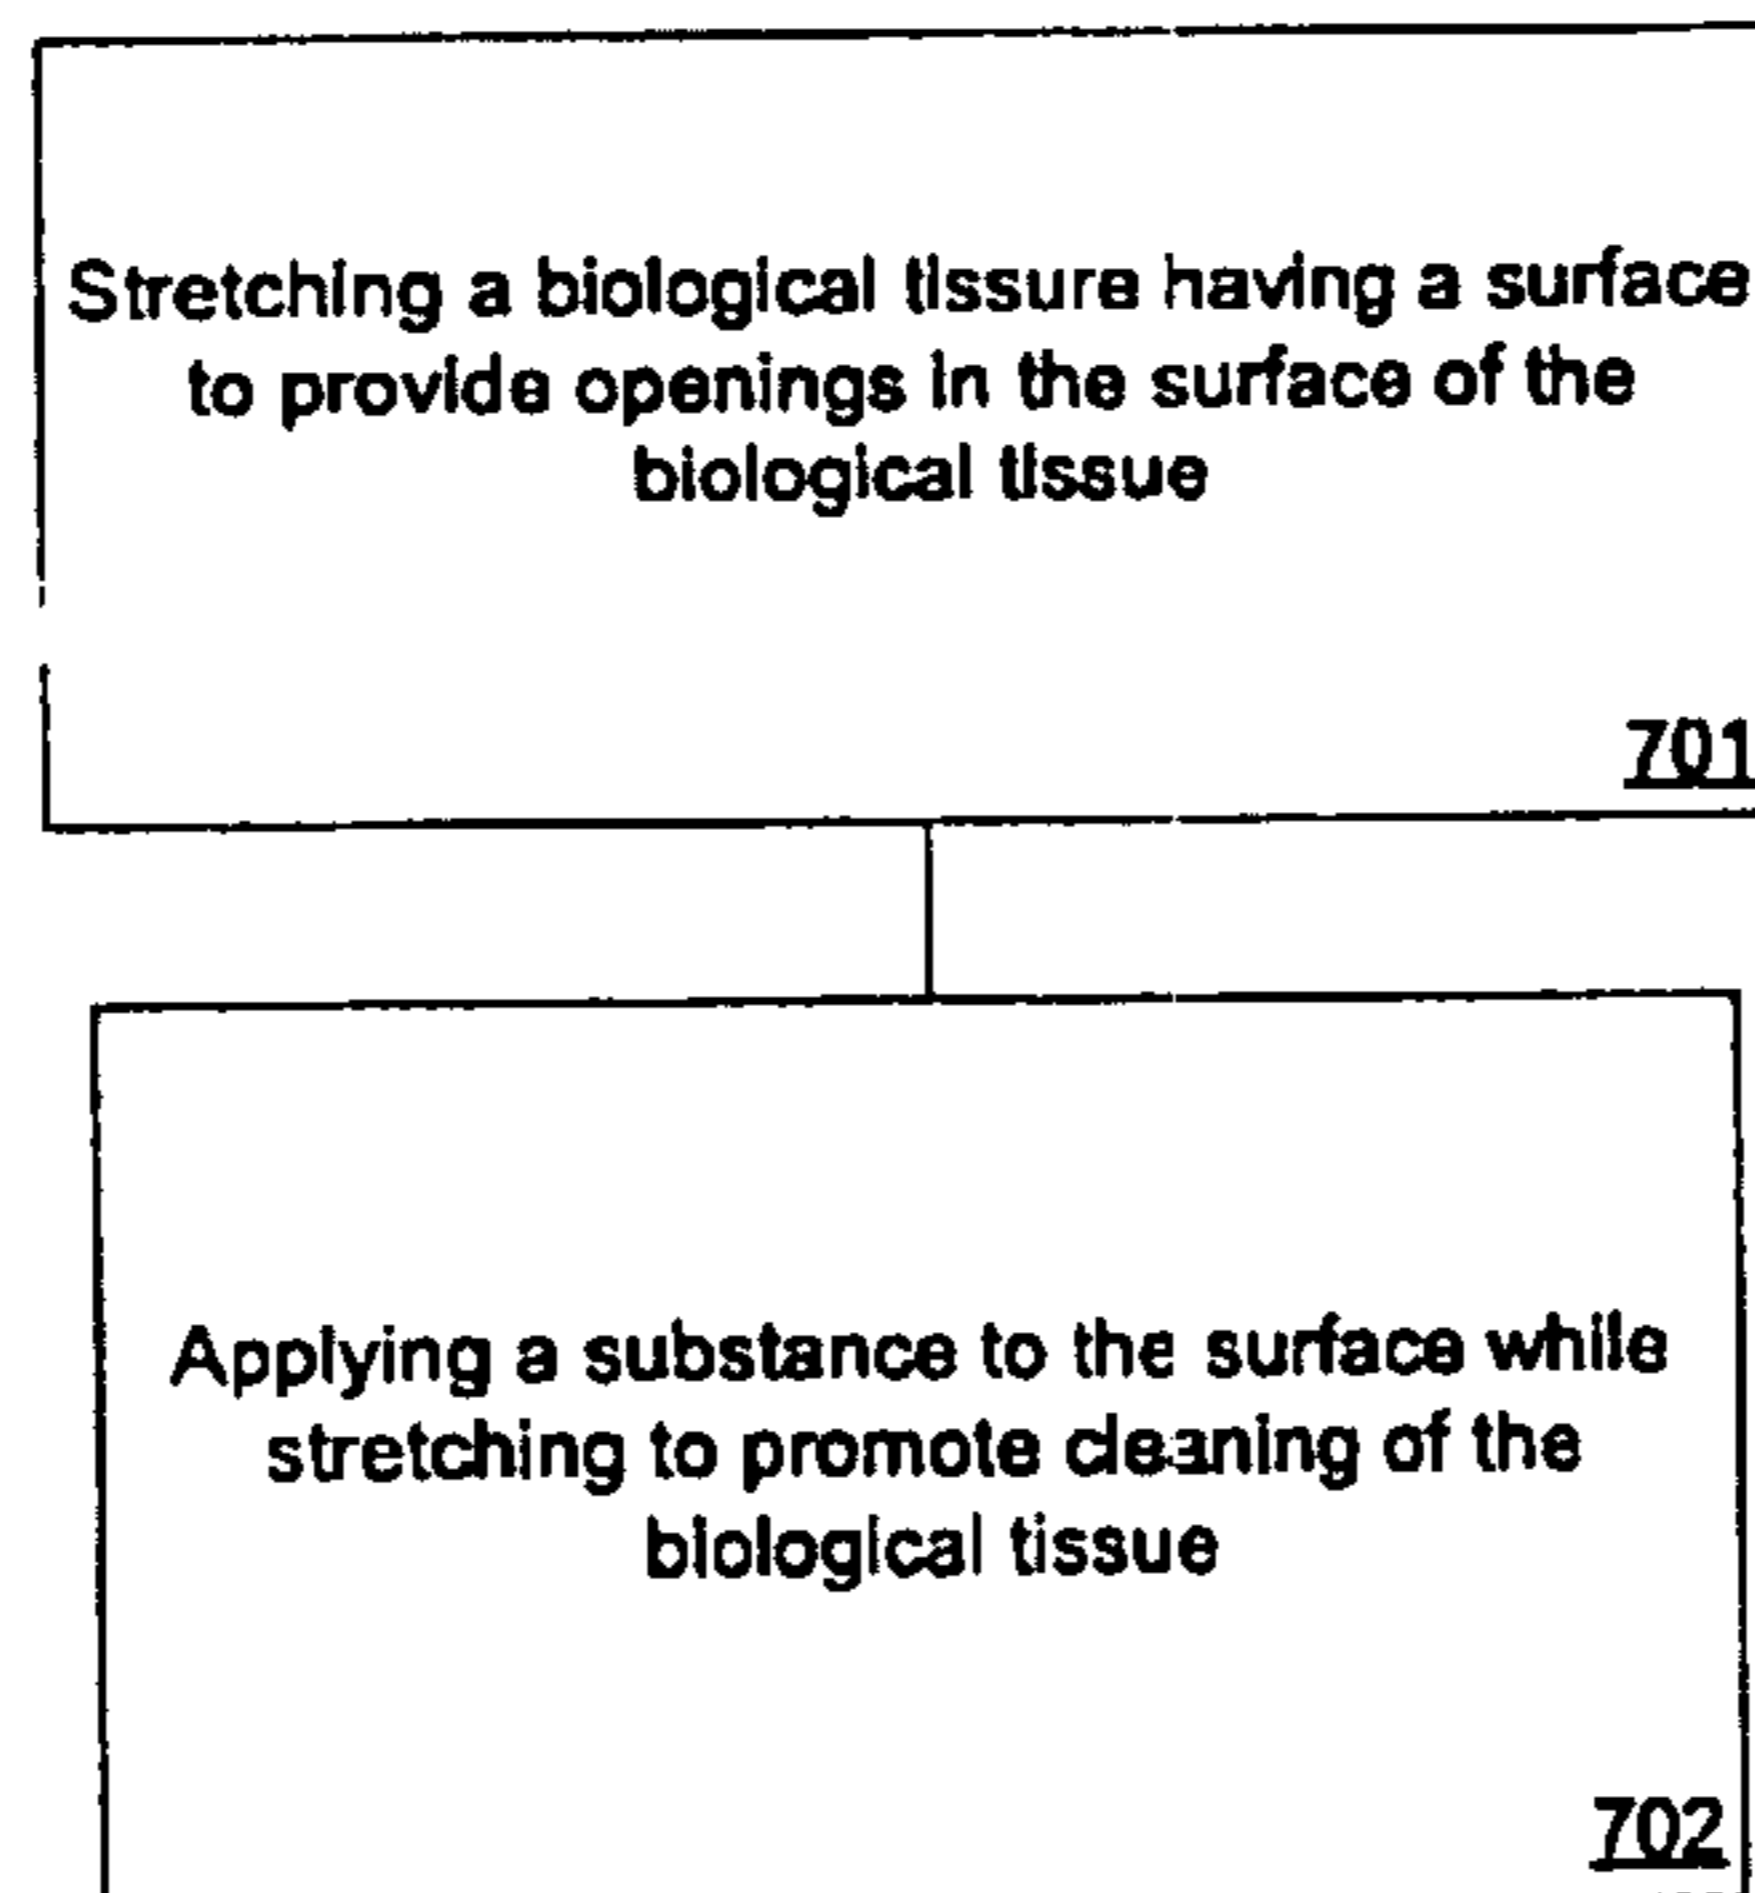 Stretching a biological tissure having a surface
to provide openings in the surface of the
biological tissue
701
Applying a substance to the surface while
stretching to promote cleaning of the
biological tissue
702